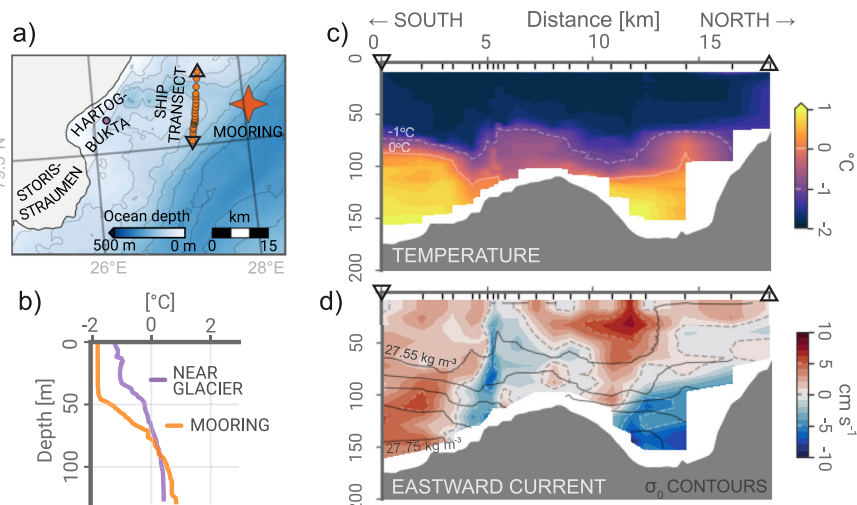 a)
HARTOG-
BUKTA
SHIP
TRANSECT
MOORING
STORIS-
STRAUMEN
Ocean depth
500 m 0 m
km
0 15
26°E 28°E
b)
[°C]
-2 0 2
0
50
100
Depth [m]
NEAR
GLACIER
MOORING
c)
← SOUTH Distance [km] NORTH →
0 5 10 15
0
50
100
150
200
-1°C
0°C
TEMPERATURE
1
0
-1
-2
°C
d)
50
100
150
200
27.55 kg m⁻³
27.75 kg m⁻³
EASTWARD CURRENT
σ₀ CONTOURS
10
5
0
-5
-10
cm s⁻¹